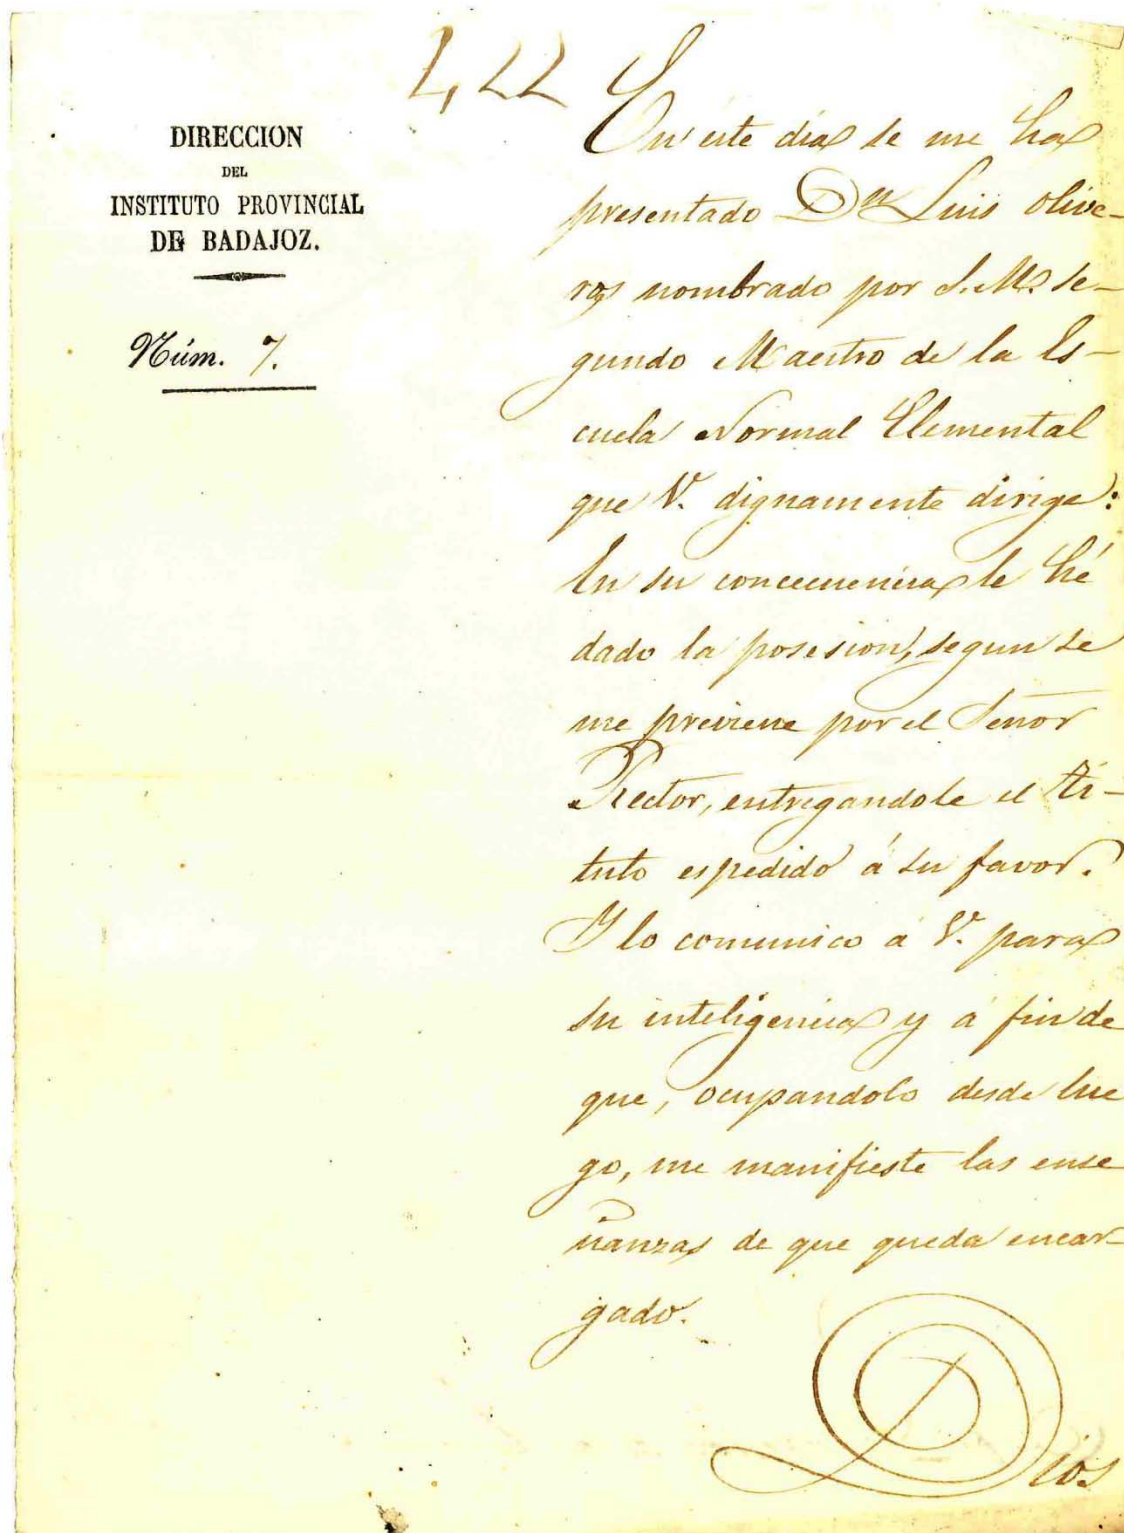 1,22
DIRECCION
DEL
INSTITUTO PROVINCIAL
DE BADAJOZ.
Núm. 7.
En este dia se me ha
presentado Dn Luis Olive-
ros nombrado por S. M. Se-
gundo Maestro de la Es-
cuela Normal Elemental
que V. dignamente dirige:
En su concecuencia le hé
dado la posesion, segun se
me previene por el Señor
Rector, entregandole el Tí-
tulo espedido á su favor.
Y lo comunico á V. para
su inteligencia y á fin de
que, ocupandolo desde lue
go, me manifieste las ense
ñanzas de que queda encar-
gado.
Dios